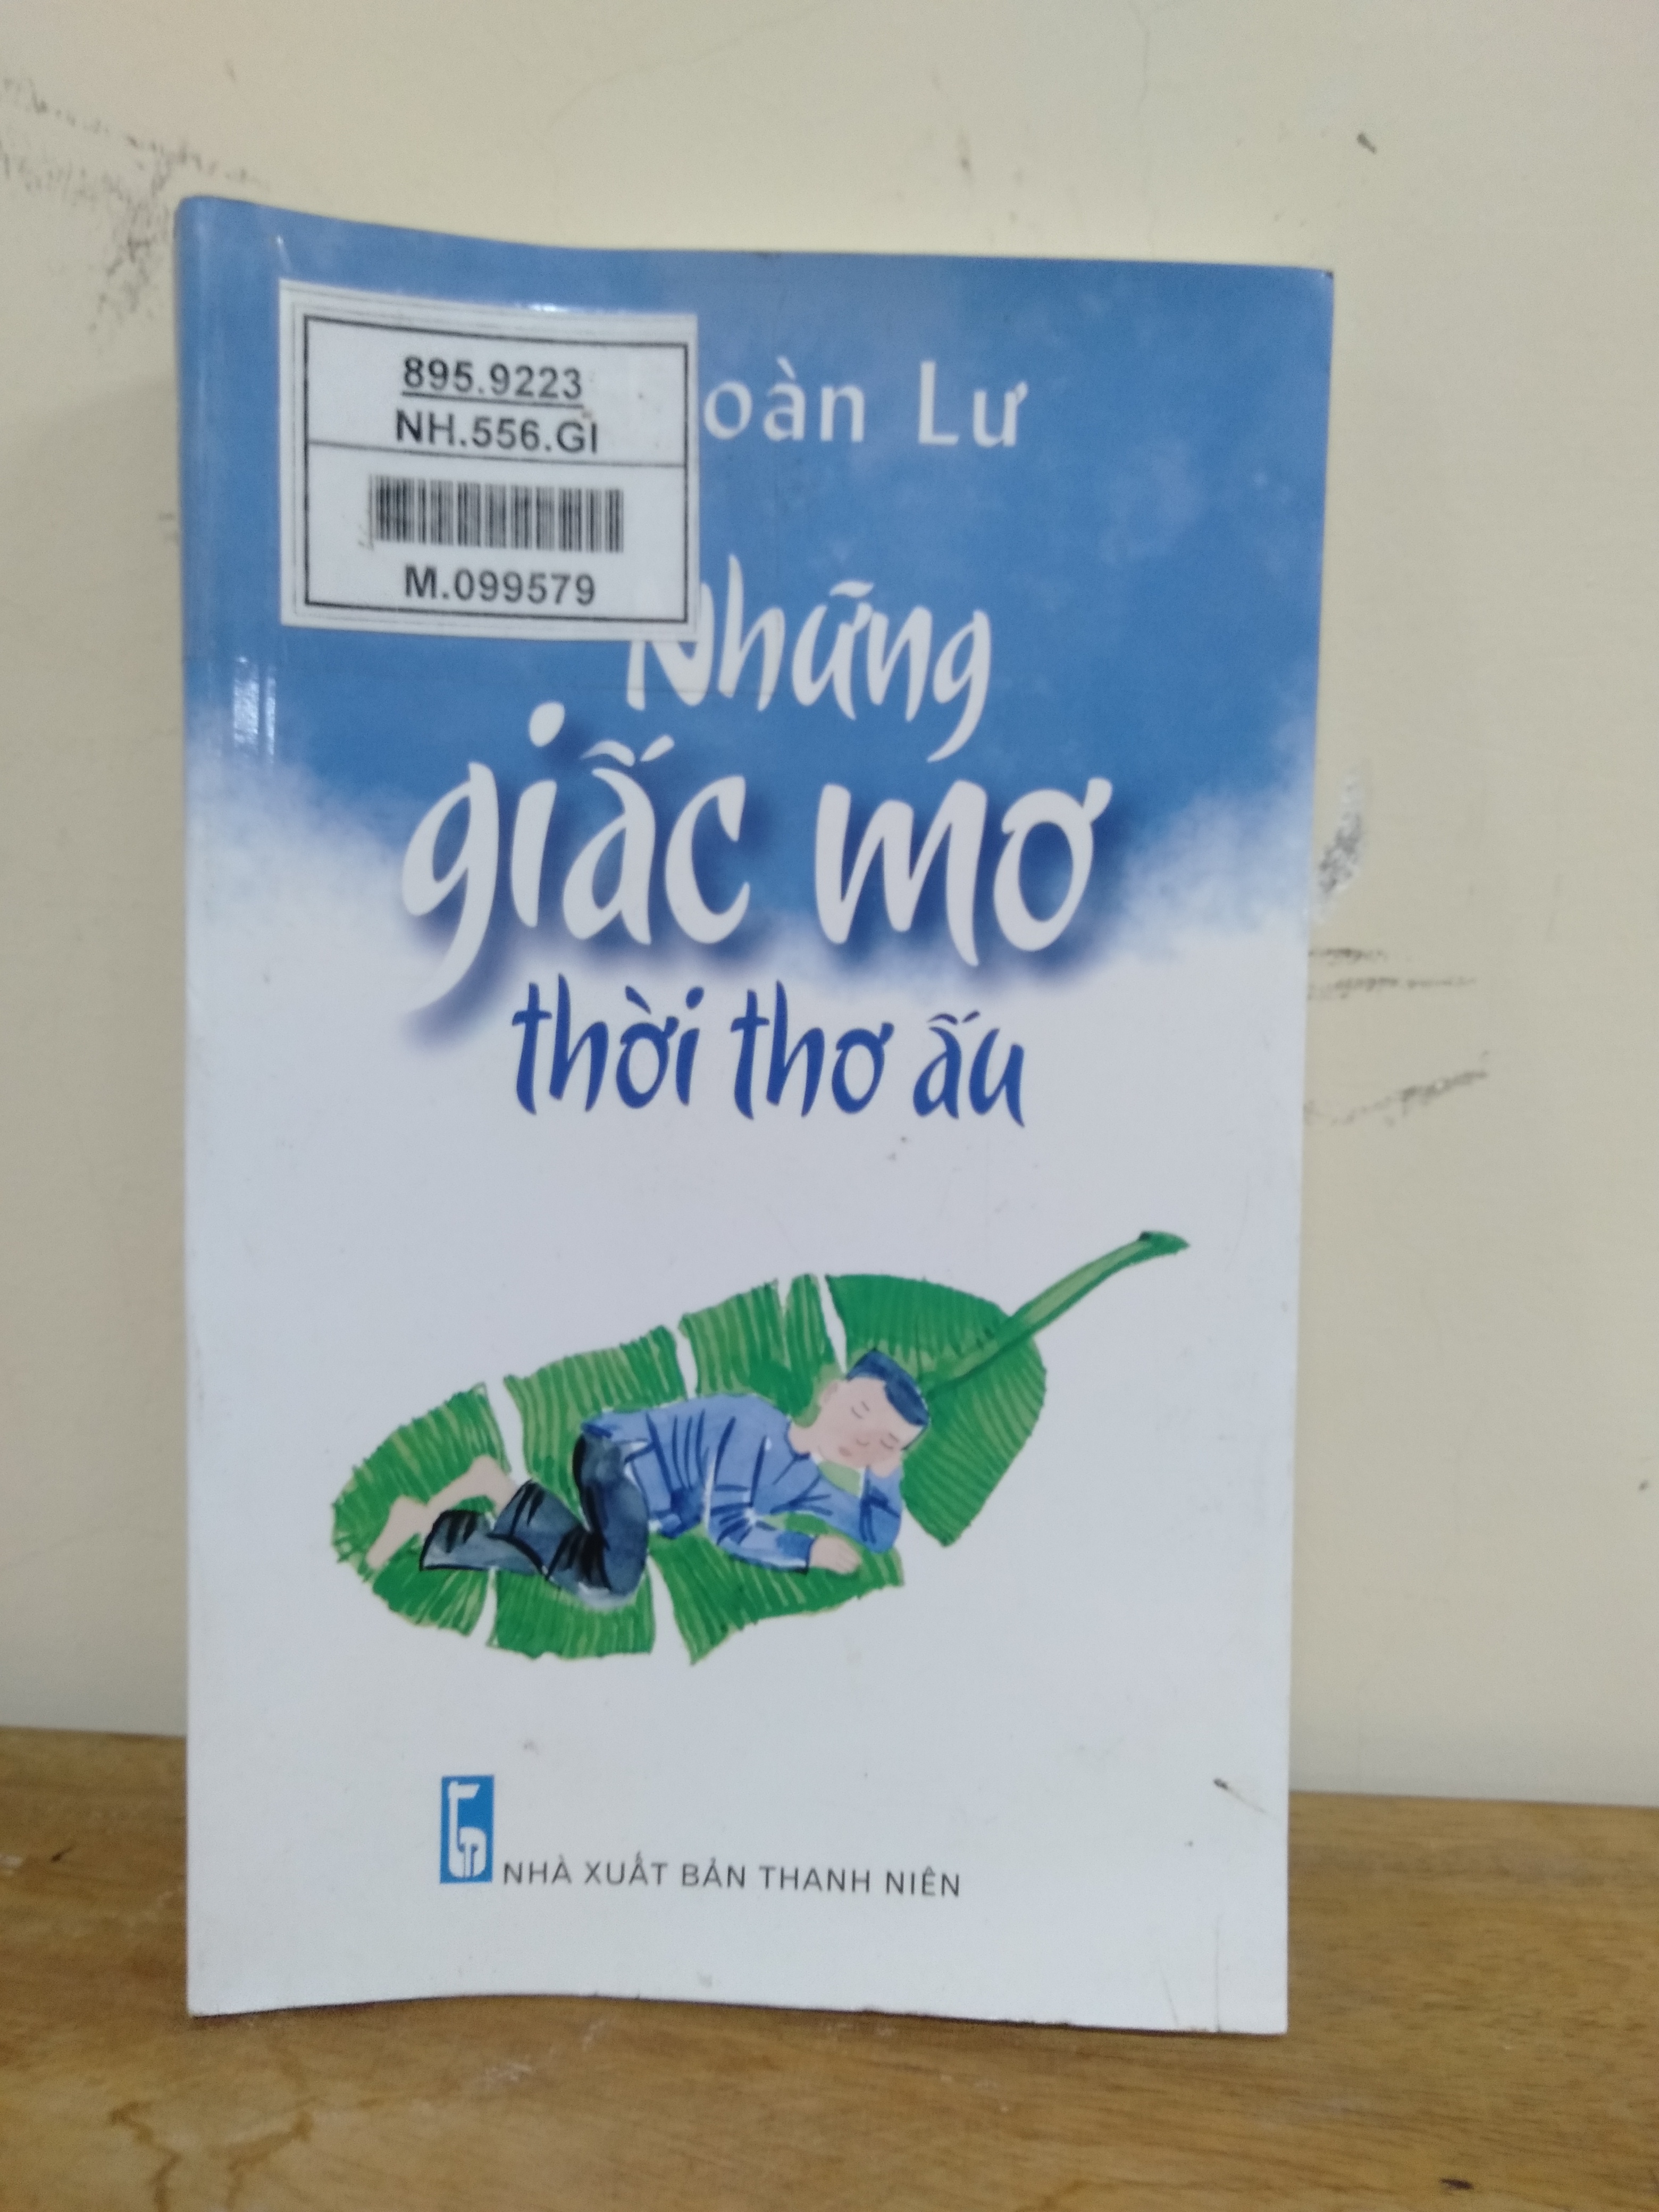 895.9223
NH.556.GI
M.099579
oàn Lư
Những
giấc mơ
thời thơ ấu
NHÀ XUẤT BẢN THANH NIÊN